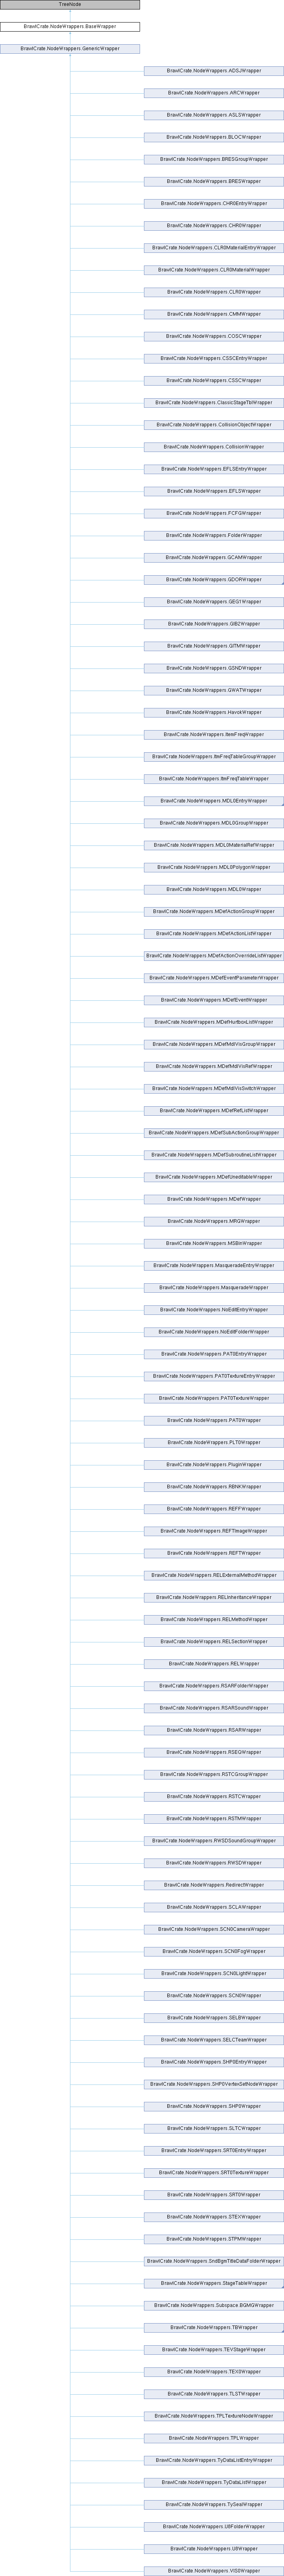 TreeNode
BrawlCrate.NodeWrappers.BaseWrapper
BrawlCrate.NodeWrappers.GenericWrapper
BrawlCrate.NodeWrappers.ADSJWrapper
BrawlCrate.NodeWrappers.ARCWrapper
BrawlCrate.NodeWrappers.ASLSWrapper
BrawlCrate.NodeWrappers.BLOCWrapper
BrawlCrate.NodeWrappers.BRESGroupWrapper
BrawlCrate.NodeWrappers.BRESWrapper
BrawlCrate.NodeWrappers.CHR0EntryWrapper
BrawlCrate.NodeWrappers.CHR0Wrapper
BrawlCrate.NodeWrappers.CLR0MaterialEntryWrapper
BrawlCrate.NodeWrappers.CLR0MaterialWrapper
BrawlCrate.NodeWrappers.CLR0Wrapper
BrawlCrate.NodeWrappers.CMMWrapper
BrawlCrate.NodeWrappers.COSCWrapper
BrawlCrate.NodeWrappers.CSSCEntryWrapper
BrawlCrate.NodeWrappers.CSSCWrapper
BrawlCrate.NodeWrappers.ClassicStageTblWrapper
BrawlCrate.NodeWrappers.CollisionObjectWrapper
BrawlCrate.NodeWrappers.CollisionWrapper
BrawlCrate.NodeWrappers.EFLSEntryWrapper
BrawlCrate.NodeWrappers.EFLSWrapper
BrawlCrate.NodeWrappers.FCFGWrapper
BrawlCrate.NodeWrappers.FolderWrapper
BrawlCrate.NodeWrappers.GCAMWrapper
BrawlCrate.NodeWrappers.GDORWrapper
BrawlCrate.NodeWrappers.GEG1Wrapper
BrawlCrate.NodeWrappers.GIB2Wrapper
BrawlCrate.NodeWrappers.GITMWrapper
BrawlCrate.NodeWrappers.GSNDWrapper
BrawlCrate.NodeWrappers.GWATWrapper
BrawlCrate.NodeWrappers.HavokWrapper
BrawlCrate.NodeWrappers.ItemFreqWrapper
BrawlCrate.NodeWrappers.ItmFreqTableGroupWrapper
BrawlCrate.NodeWrappers.ItmFreqTableWrapper
BrawlCrate.NodeWrappers.MDL0EntryWrapper
BrawlCrate.NodeWrappers.MDL0GroupWrapper
BrawlCrate.NodeWrappers.MDL0MaterialRefWrapper
BrawlCrate.NodeWrappers.MDL0PolygonWrapper
BrawlCrate.NodeWrappers.MDL0Wrapper
BrawlCrate.NodeWrappers.MDefActionGroupWrapper
BrawlCrate.NodeWrappers.MDefActionListWrapper
BrawlCrate.NodeWrappers.MDefActionOverrideListWrapper
BrawlCrate.NodeWrappers.MDefEventParameterWrapper
BrawlCrate.NodeWrappers.MDefEventWrapper
BrawlCrate.NodeWrappers.MDefHurtboxListWrapper
BrawlCrate.NodeWrappers.MDefMdlVisGroupWrapper
BrawlCrate.NodeWrappers.MDefMdlVisRefWrapper
BrawlCrate.NodeWrappers.MDefMdlVisSwitchWrapper
BrawlCrate.NodeWrappers.MDefRefListWrapper
BrawlCrate.NodeWrappers.MDefSubActionGroupWrapper
BrawlCrate.NodeWrappers.MDefSubroutineListWrapper
BrawlCrate.NodeWrappers.MDefUneditableWrapper
BrawlCrate.NodeWrappers.MDefWrapper
BrawlCrate.NodeWrappers.MRGWrapper
BrawlCrate.NodeWrappers.MSBinWrapper
BrawlCrate.NodeWrappers.MasqueradeEntryWrapper
BrawlCrate.NodeWrappers.MasqueradeWrapper
BrawlCrate.NodeWrappers.NoEditEntryWrapper
BrawlCrate.NodeWrappers.NoEditFolderWrapper
BrawlCrate.NodeWrappers.PAT0EntryWrapper
BrawlCrate.NodeWrappers.PAT0TextureEntryWrapper
BrawlCrate.NodeWrappers.PAT0TextureWrapper
BrawlCrate.NodeWrappers.PAT0Wrapper
BrawlCrate.NodeWrappers.PLT0Wrapper
BrawlCrate.NodeWrappers.PluginWrapper
BrawlCrate.NodeWrappers.RBNKWrapper
BrawlCrate.NodeWrappers.REFFWrapper
BrawlCrate.NodeWrappers.REFTImageWrapper
BrawlCrate.NodeWrappers.REFTWrapper
BrawlCrate.NodeWrappers.RELExternalMethodWrapper
BrawlCrate.NodeWrappers.RELInheritanceWrapper
BrawlCrate.NodeWrappers.RELMethodWrapper
BrawlCrate.NodeWrappers.RELSectionWrapper
BrawlCrate.NodeWrappers.RELWrapper
BrawlCrate.NodeWrappers.RSARFolderWrapper
BrawlCrate.NodeWrappers.RSARSoundWrapper
BrawlCrate.NodeWrappers.RSARWrapper
BrawlCrate.NodeWrappers.RSEQWrapper
BrawlCrate.NodeWrappers.RSTCGroupWrapper
BrawlCrate.NodeWrappers.RSTCWrapper
BrawlCrate.NodeWrappers.RSTMWrapper
BrawlCrate.NodeWrappers.RWSDSoundGroupWrapper
BrawlCrate.NodeWrappers.RWSDWrapper
BrawlCrate.NodeWrappers.RedirectWrapper
BrawlCrate.NodeWrappers.SCLAWrapper
BrawlCrate.NodeWrappers.SCN0CameraWrapper
BrawlCrate.NodeWrappers.SCN0FogWrapper
BrawlCrate.NodeWrappers.SCN0LightWrapper
BrawlCrate.NodeWrappers.SCN0Wrapper
BrawlCrate.NodeWrappers.SELBWrapper
BrawlCrate.NodeWrappers.SELCTeamWrapper
BrawlCrate.NodeWrappers.SHP0EntryWrapper
BrawlCrate.NodeWrappers.SHP0VertexSetNodeWrapper
BrawlCrate.NodeWrappers.SHP0Wrapper
BrawlCrate.NodeWrappers.SLTCWrapper
BrawlCrate.NodeWrappers.SRT0EntryWrapper
BrawlCrate.NodeWrappers.SRT0TextureWrapper
BrawlCrate.NodeWrappers.SRT0Wrapper
BrawlCrate.NodeWrappers.STEXWrapper
BrawlCrate.NodeWrappers.STPMWrapper
BrawlCrate.NodeWrappers.SndBgmTitleDataFolderWrapper
BrawlCrate.NodeWrappers.StageTableWrapper
BrawlCrate.NodeWrappers.Subspace.BGMGWrapper
BrawlCrate.NodeWrappers.TBWrapper
BrawlCrate.NodeWrappers.TEVStageWrapper
BrawlCrate.NodeWrappers.TEX0Wrapper
BrawlCrate.NodeWrappers.TLSTWrapper
BrawlCrate.NodeWrappers.TPLTextureNodeWrapper
BrawlCrate.NodeWrappers.TPLWrapper
BrawlCrate.NodeWrappers.TyDataListEntryWrapper
BrawlCrate.NodeWrappers.TyDataListWrapper
BrawlCrate.NodeWrappers.TySealWrapper
BrawlCrate.NodeWrappers.U8FolderWrapper
BrawlCrate.NodeWrappers.U8Wrapper
BrawlCrate.NodeWrappers.VIS0Wrapper